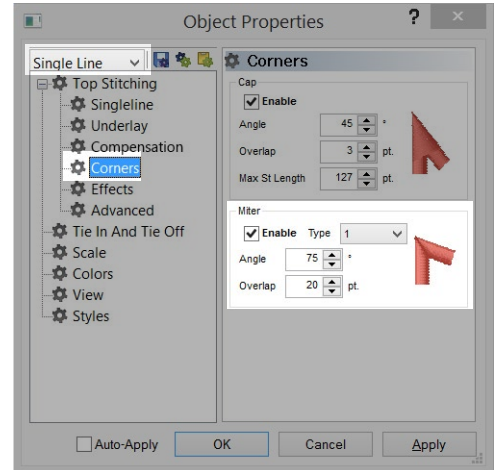 Object Properties ?
Single Line
Corners
Top Stitching
Singleline
Underlay
Compensation
Corners
Effects
Advanced
Tie In And Tie Off
Scale
Colors
View
Styles
Cap
Enable
Angle 45 °
Overlap 3 pt.
Max St Length 127 pt.
Miter
Enable Type 1
Angle 75 °
Overlap 20 pt.
Auto-Apply OK Cancel Apply